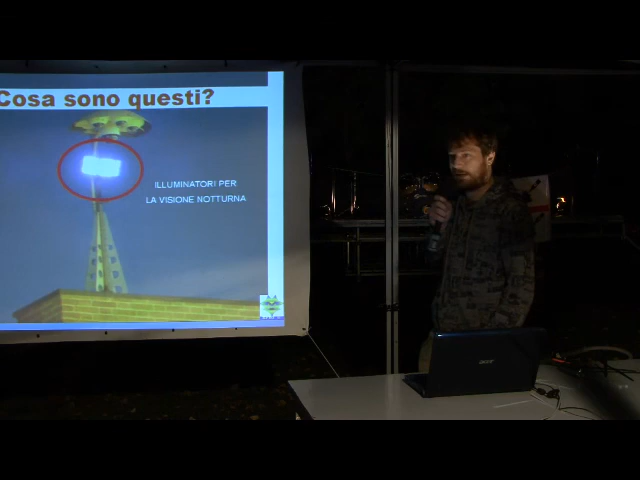 Cosa sono questi?
ILLUMINATORI PER
LA VISIONE NOTTURNA
acer